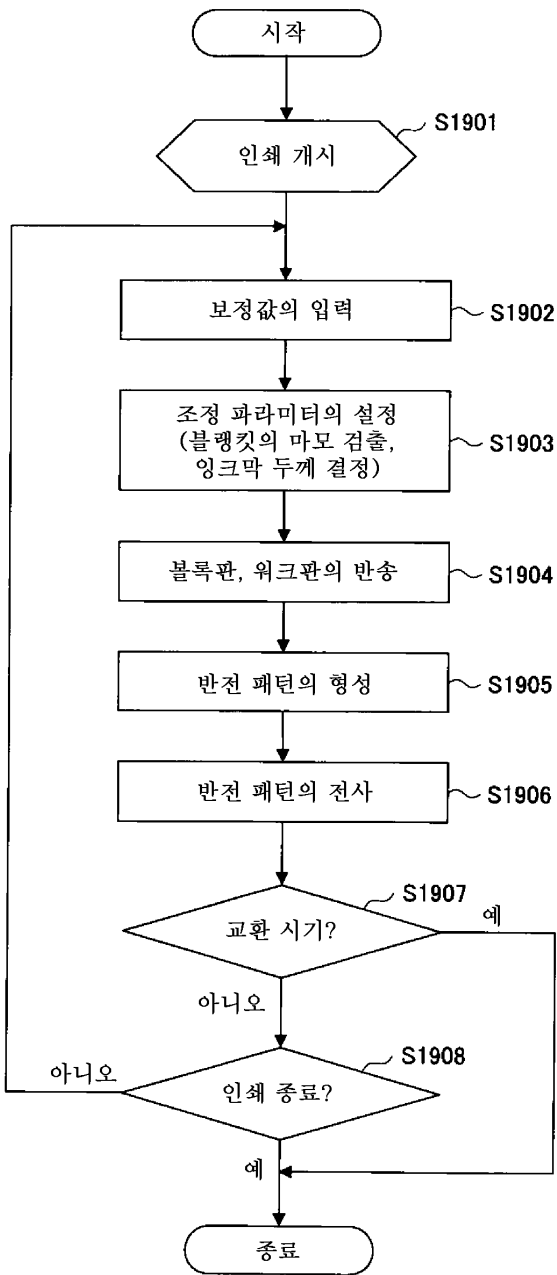 시작
S1901
인쇄 개시
보정값의 입력
S1902
조정 파라미터의 설정
(블랭킷의 마모 검출,
잉크막 두께 결정)
S1903
볼록판, 워크판의 반송
S1904
반전 패턴의 형성
S1905
반전 패턴의 전사
S1906
S1907
교환 시기?
예
아니오
S1908
아니오
인쇄 종료?
예
종료